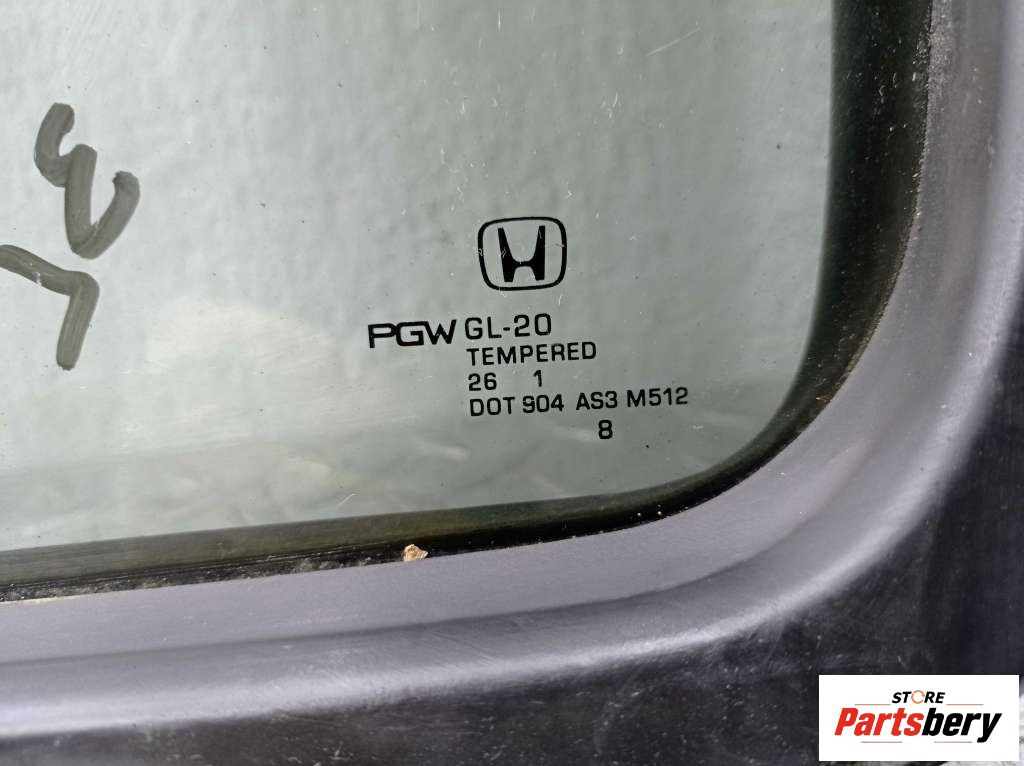 PGW GL-20
TEMPERED
26 1
DOT 904 AS3 M512
8
STORE
Partsbery